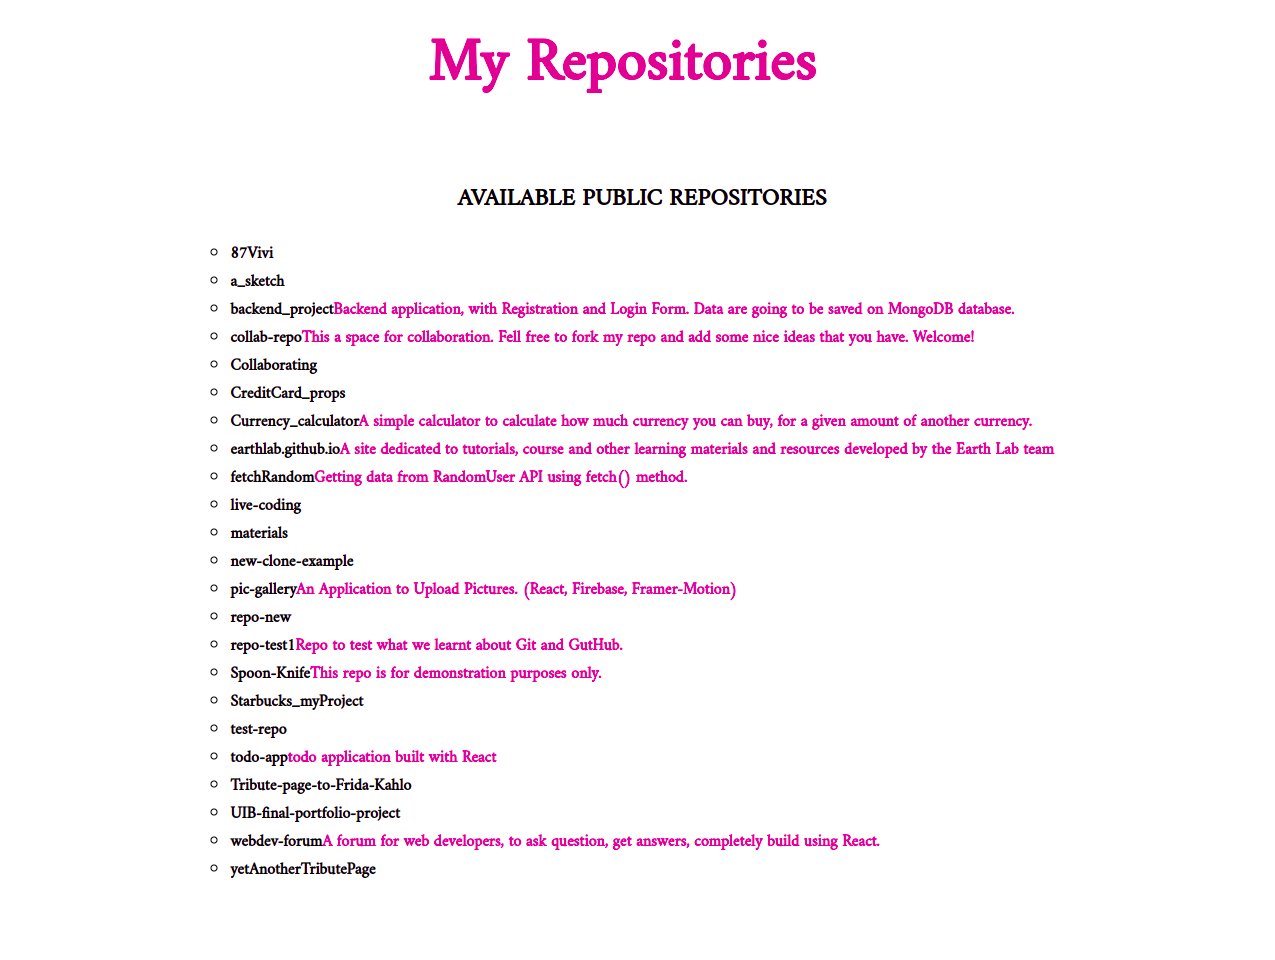 My Repositories
AVAILABLE PUBLIC REPOSITORIES
87Vivi
a_sketch
backend_projectBackend application, with Registration and Login Form. Data are going to be saved on MongoDB database.
collab-repoThis a space for collaboration. Fell free to fork my repo and add some nice ideas that you have. Welcome!
Collaborating
CreditCard_props
Currency_calculatorA simple calculator to calculate how much currency you can buy, for a given amount of another currency.
earthlab.github.ioA site dedicated to tutorials, course and other learning materials and resources developed by the Earth Lab team
fetchRandomGetting data from RandomUser API using fetch() method.
live-coding
materials
new-clone-example
pic-galleryAn Application to Upload Pictures. (React, Firebase, Framer-Motion)
repo-new
repo-test1Repo to test what we learnt about Git and GutHub.
Spoon-KnifeThis repo is for demonstration purposes only.
Starbucks_myProject
test-repo
todo-apptodo application built with React
Tribute-page-to-Frida-Kahlo
UIB-final-portfolio-project
webdev-forumA forum for web developers, to ask question, get answers, completely build using React.
yetAnotherTributePage